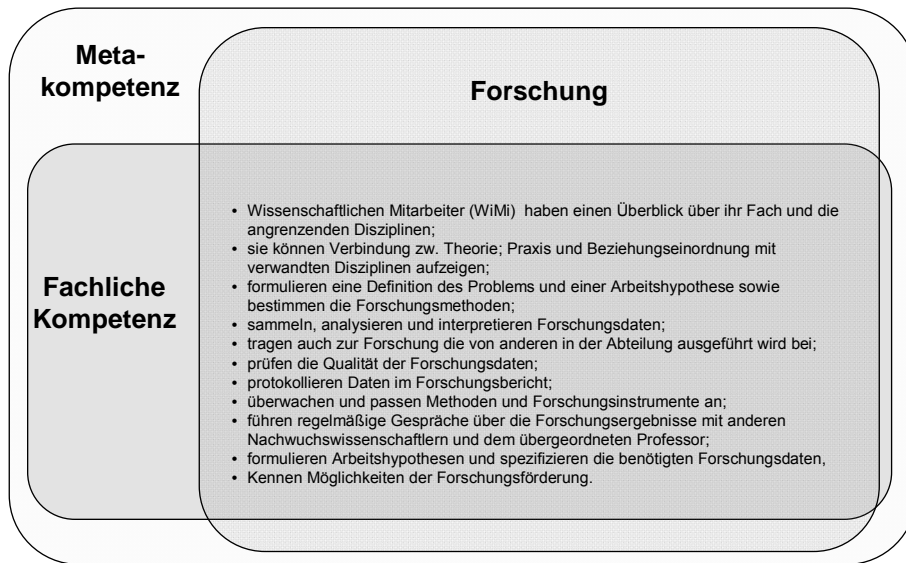 Meta-
kompetenz
Forschung
Fachliche
Kompetenz
• Wissenschaftlichen Mitarbeiter (WiMi)  haben einen Überblick über ihr Fach und die
angrenzenden Disziplinen;
• sie können Verbindung zw. Theorie; Praxis und Beziehungseinordnung mit
verwandten Disziplinen aufzeigen;
• formulieren eine Definition des Problems und einer Arbeitshypothese sowie
bestimmen die Forschungsmethoden;
• sammeln, analysieren und interpretieren Forschungsdaten;
• tragen auch zur Forschung die von anderen in der Abteilung ausgeführt wird bei;
• prüfen die Qualität der Forschungsdaten;
• protokollieren Daten im Forschungsbericht;
• überwachen und passen Methoden und Forschungsinstrumente an;
• führen regelmäßige Gespräche über die Forschungsergebnisse mit anderen
Nachwuchswissenschaftlern und dem übergeordneten Professor;
• formulieren Arbeitshypothesen und spezifizieren die benötigten Forschungsdaten,
• Kennen Möglichkeiten der Forschungsförderung.